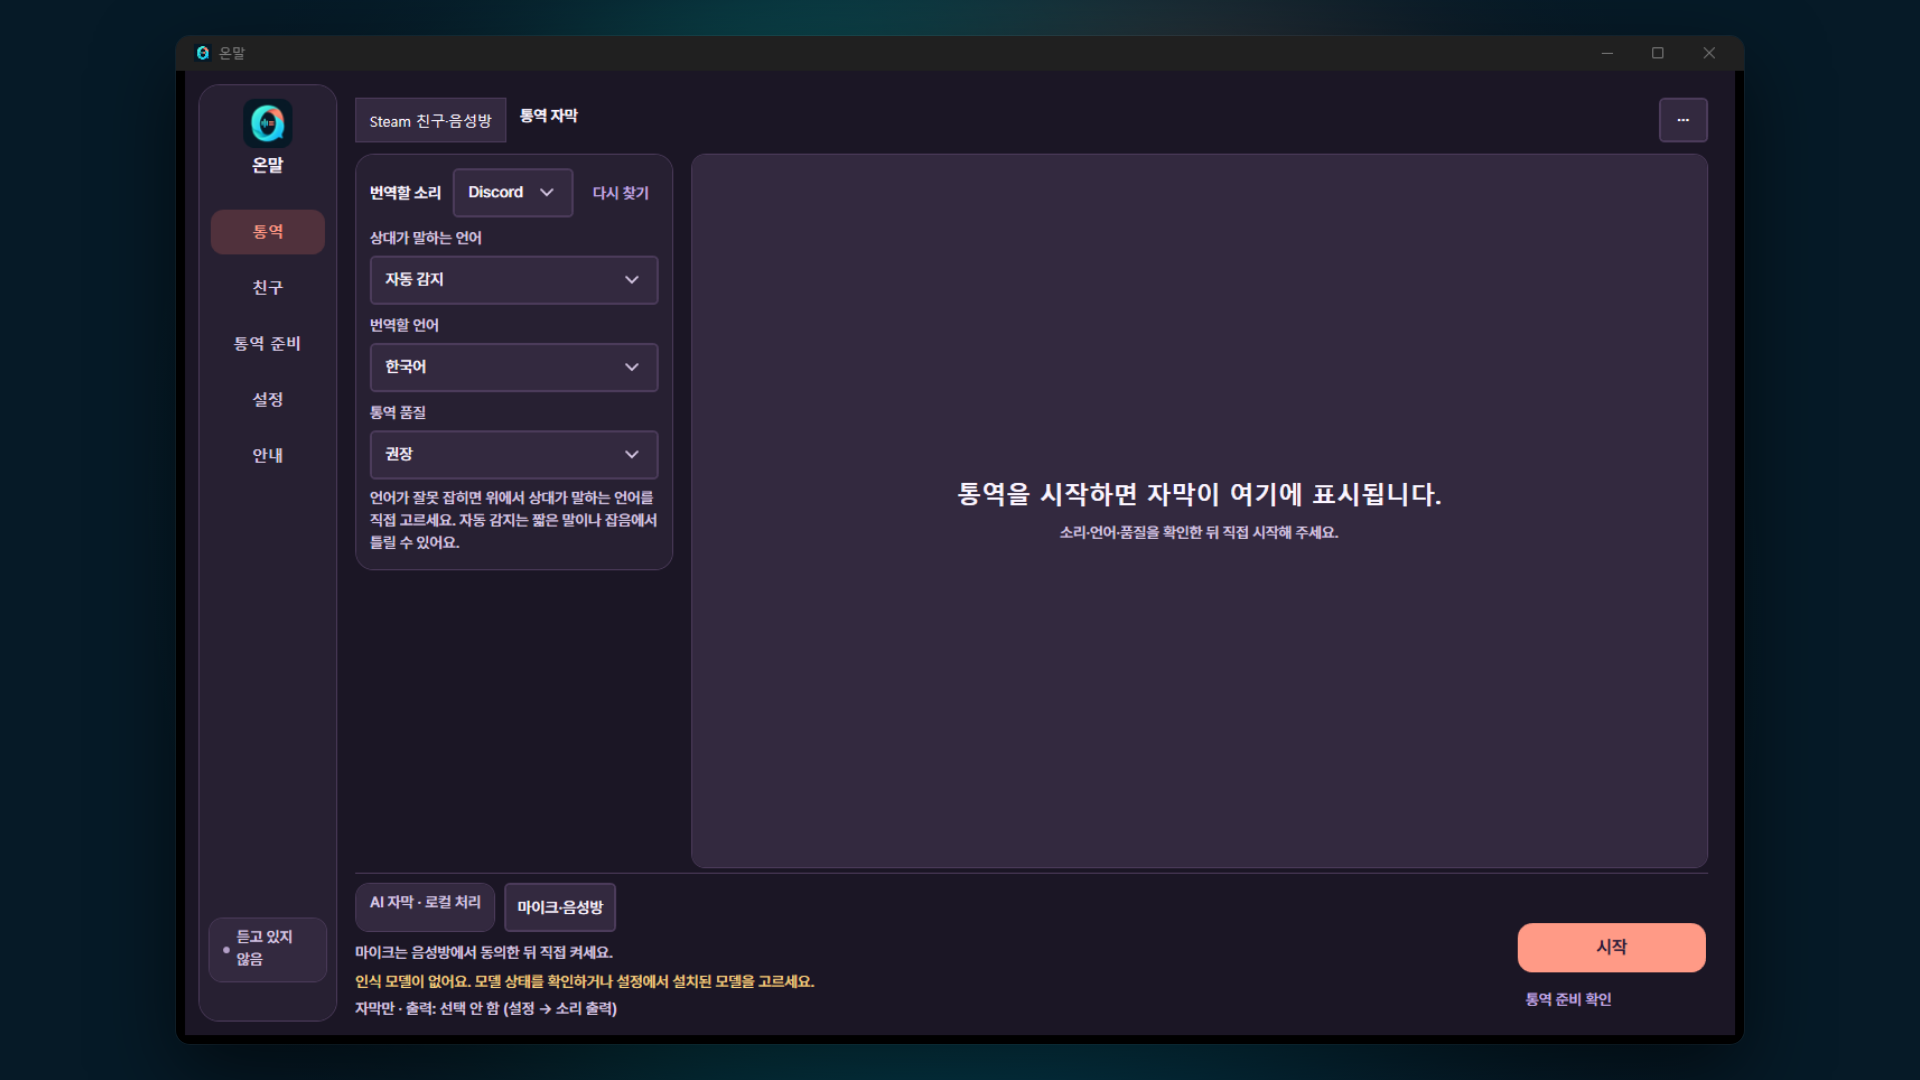 온말
온말
통역
친구
통역 준비
설정
안내
듣고 있지
않음
Steam 친구·음성방
통역 자막
...
번역할 소리
Discord
다시 찾기
상대가 말하는 언어
자동 감지
번역할 언어
한국어
통역 품질
권장
언어가 잘못 잡히면 위에서 상대가 말하는 언어를
직접 고르세요. 자동 감지는 짧은 말이나 잡음에서
틀릴 수 있어요.
통역을 시작하면 자막이 여기에 표시됩니다.
소리·언어·품질을 확인한 뒤 직접 시작해 주세요.
AI 자막 · 로컬 처리
마이크·음성방
마이크는 음성방에서 동의한 뒤 직접 켜세요.
인식 모델이 없어요. 모델 상태를 확인하거나 설정에서 설치된 모델을 고르세요.
자막만 · 출력: 선택 안 함 (설정 → 소리 출력)
시작
통역 준비 확인